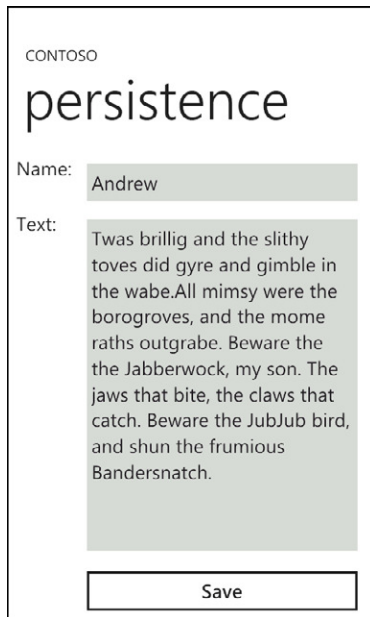 CONTOSO
persistence
Name:
Andrew
Text:
Twas brillig and the slithy
toves did gyre and gimble in
the wabe.All mimsy were the
borogroves, and the mome
raths outgrabe. Beware the
the Jabberwock, my son. The
jaws that bite, the claws that
catch. Beware the JubJub bird,
and shun the frumious
Bandersnatch.
Save